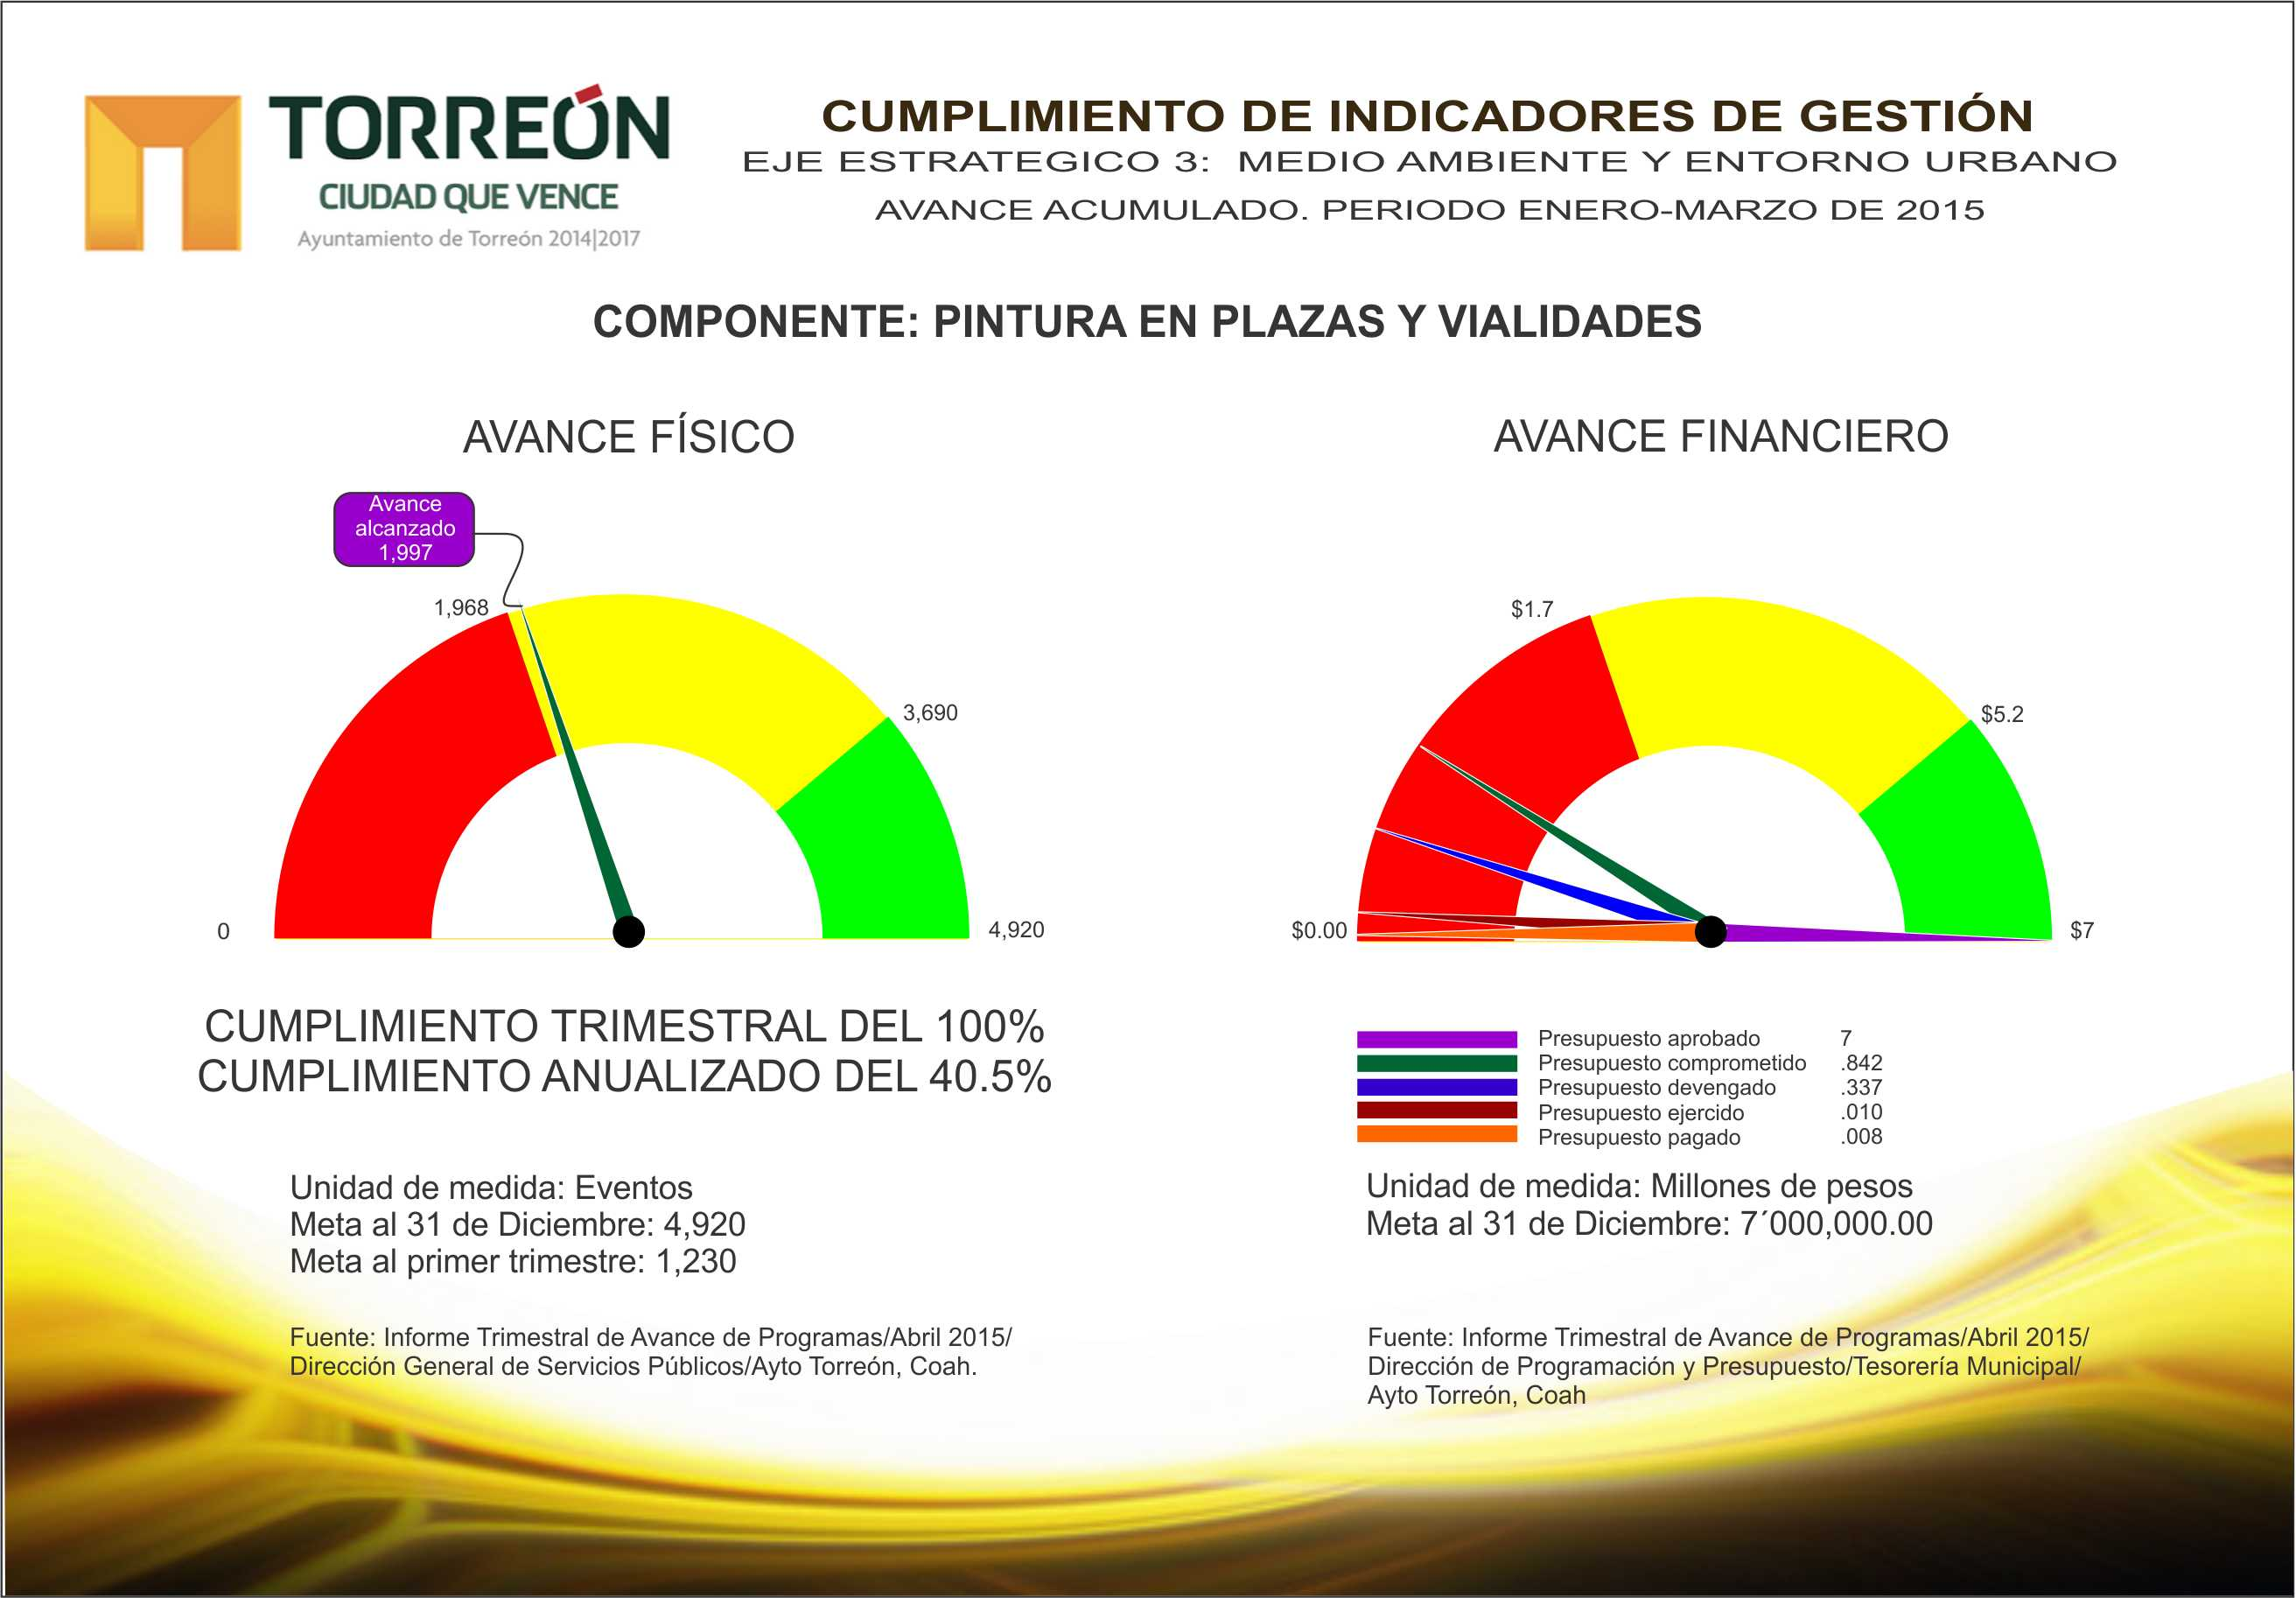 TORREÓN
CIUDAD QUE VENCE
Ayuntamiento de Torreón 2014|2017
CUMPLIMIENTO DE INDICADORES DE GESTIÓN
EJE ESTRATEGICO 3: MEDIO AMBIENTE Y ENTORNO URBANO
AVANCE ACUMULADO. PERIODO ENERO-MARZO DE 2015
COMPONENTE: PINTURA EN PLAZAS Y VIALIDADES
AVANCE FÍSICO
Avance
alcanzado
1,997
1,968
3,690
0
4,920
CUMPLIMIENTO TRIMESTRAL DEL 100%
CUMPLIMIENTO ANUALIZADO DEL 40.5%
Unidad de medida: Eventos
Meta al 31 de Diciembre: 4,920
Meta al primer trimestre: 1,230
Fuente: Informe Trimestral de Avance de Programas/Abril 2015/
Dirección General de Servicios Públicos/Ayto Torreón, Coah.
AVANCE FINANCIERO
$1.7
$5.2
$0.00
$7
Presupuesto aprobado 7
Presupuesto comprometido .842
Presupuesto devengado .337
Presupuesto ejercido .010
Presupuesto pagado .008
Unidad de medida: Millones de pesos
Meta al 31 de Diciembre: 7´000,000.00
Fuente: Informe Trimestral de Avance de Programas/Abril 2015/
Dirección de Programación y Presupuesto/Tesorería Municipal/
Ayto Torreón, Coah